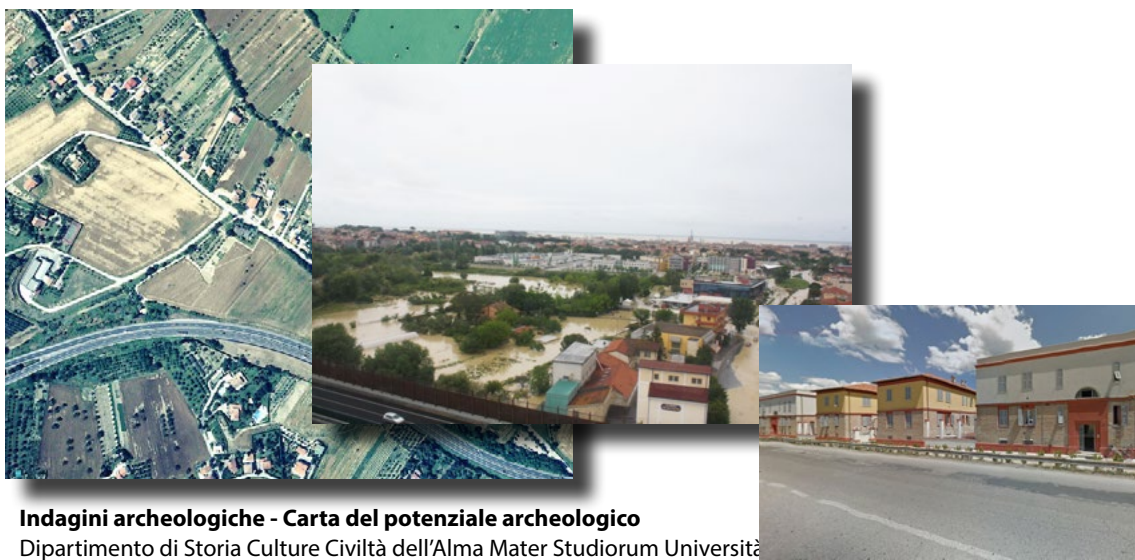 Indagini archeologiche - Carta del potenziale archeologico
Dipartimento di Storia Culture Civiltà dell'Alma Mater Studiorum Università